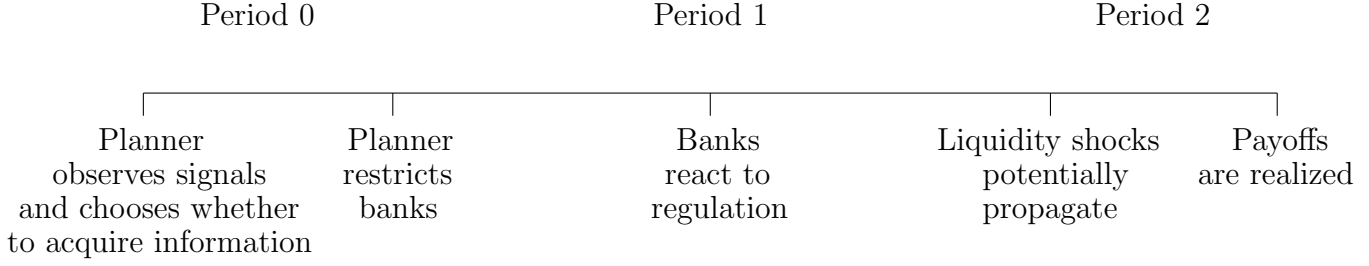 Period 0
Period 1
Period 2
Planner
observes signals
and chooses whether
to acquire information
Planner
restricts
banks
Banks
react to
regulation
Liquidity shocks
potentially
propagate
Payoffs
are realized